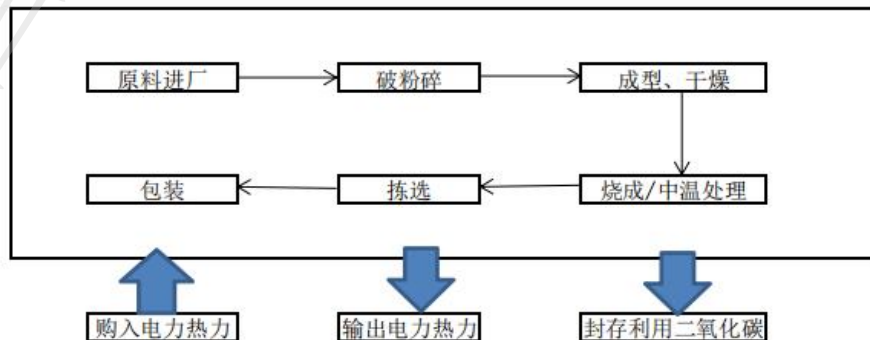 原料进厂
破粉碎
成型、干燥
包装
拣选
烧成/中温处理
购入电力热力
输出电力热力
封存利用二氧化碳